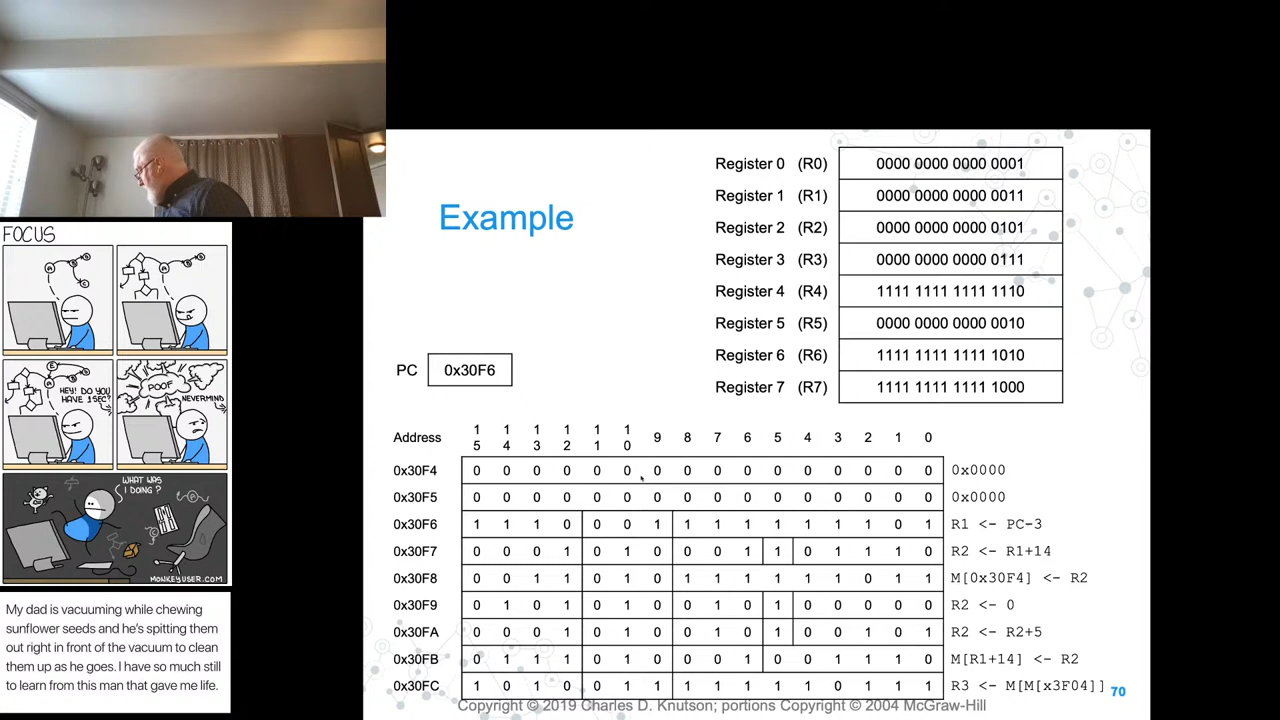 FOCUS
HEY! DO YOU
HAVE 1 SEC?
POOF
NEVERMIND
WHAT WAS
I DOING?
MONKEYUSER.COM
My dad is vacuuming while chewing
sunflower seeds and he's spitting them
out right in front of the vacuum to clean
them up as he goes. I have so much still
to learn from this man that gave me life.
Example
Register 0 (R0) 0000 0000 0000 0001
Register 1 (R1) 0000 0000 0000 0011
Register 2 (R2) 0000 0000 0000 0101
Register 3 (R3) 0000 0000 0000 0111
Register 4 (R4) 1111 1111 1111 1110
Register 5 (R5) 0000 0000 0000 0010
Register 6 (R6) 1111 1111 1111 1010
Register 7 (R7) 1111 1111 1111 1000
PC 0x30F6
Address 15 14 13 12 11 10 9 8 7 6 5 4 3 2 1 0
0x30F4 0 0 0 0 0 0 0 0 0 0 0 0 0 0 0 0 0x0000
0x30F5 0 0 0 0 0 0 0 0 0 0 0 0 0 0 0 0 0x0000
0x30F6 1 1 1 0 0 0 1 1 1 1 1 1 1 1 0 1 R1 <- PC-3
0x30F7 0 0 0 1 0 1 0 0 0 1 1 0 1 1 1 0 R2 <- R1+14
0x30F8 0 0 1 1 0 1 0 1 1 1 1 1 1 0 1 1 M[0x30F4] <- R2
0x30F9 0 1 0 1 0 1 0 0 1 0 1 0 0 0 0 0 R2 <- 0
0x30FA 0 0 0 1 0 1 0 0 1 0 1 0 0 1 0 1 R2 <- R2+5
0x30FB 0 1 1 1 0 1 0 0 0 1 0 0 1 1 1 0 M[R1+14] <- R2
0x30FC 1 0 1 0 0 1 1 1 1 1 1 1 0 1 1 1 R3 <- M[M[x3F04]]
70
Copyright © 2019 Charles D. Knutson; portions Copyright © 2004 McGraw-Hill